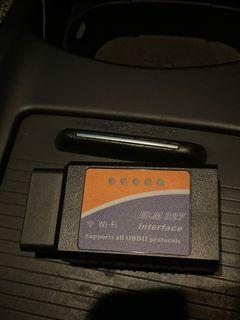 ELM 327
Wi-Fi
Interface
Supports all OBDII protocols